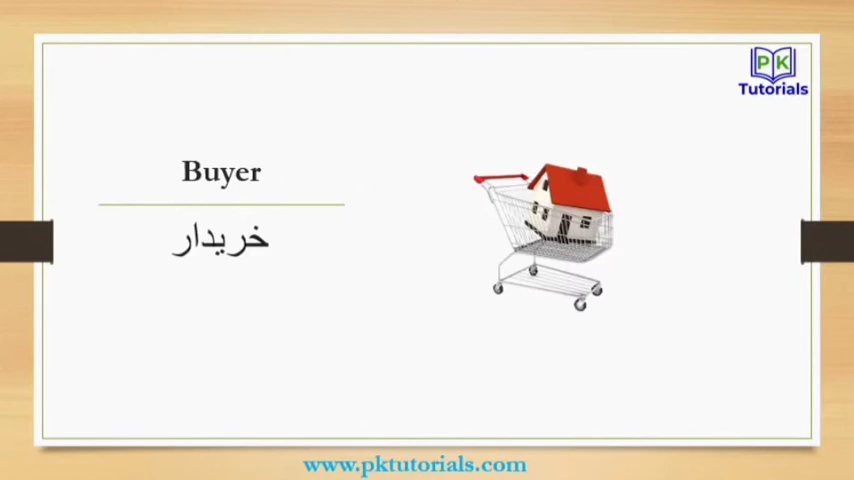 PK
Tutorials
Buyer
خریدار
www.pktutorials.com